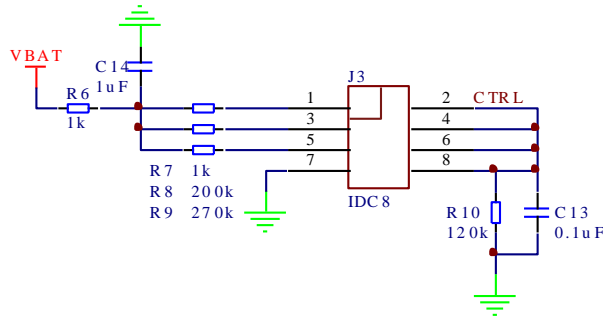 VBAT
R6
1k
C14
1uF
J3
1
2
CTRL
3
4
5
6
7
8
R7 1k
R8 200k
R9 270k
IDC8
R10
120k
C13
0.1uF